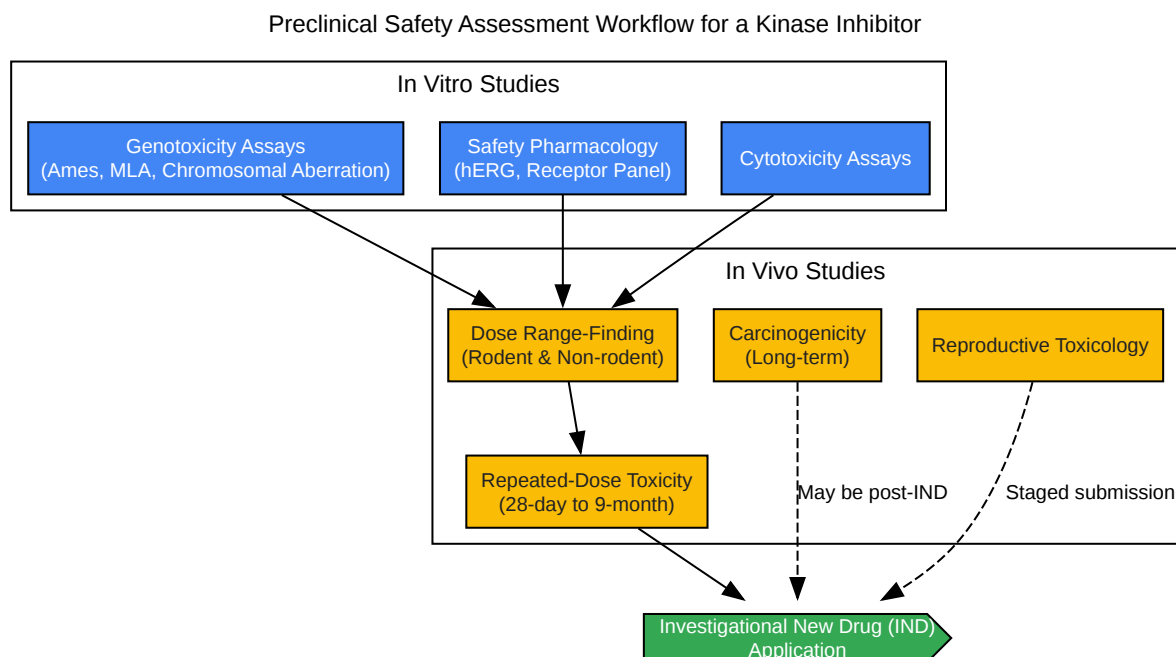 Preclinical Safety Assessment Workflow for a Kinase Inhibitor
In Vitro Studies
Genotoxicity Assays
(Ames, MLA, Chromosomal Aberration)
Safety Pharmacology
(hERG, Receptor Panel)
Cytotoxicity Assays
In Vivo Studies
Dose Range-Finding
(Rodent & Non-rodent)
Carcinogenicity
(Long-term)
Reproductive Toxicology
Repeated-Dose Toxicity
(28-day to 9-month)
May be post-IND
Staged submission
Investigational New Drug (IND)
Application